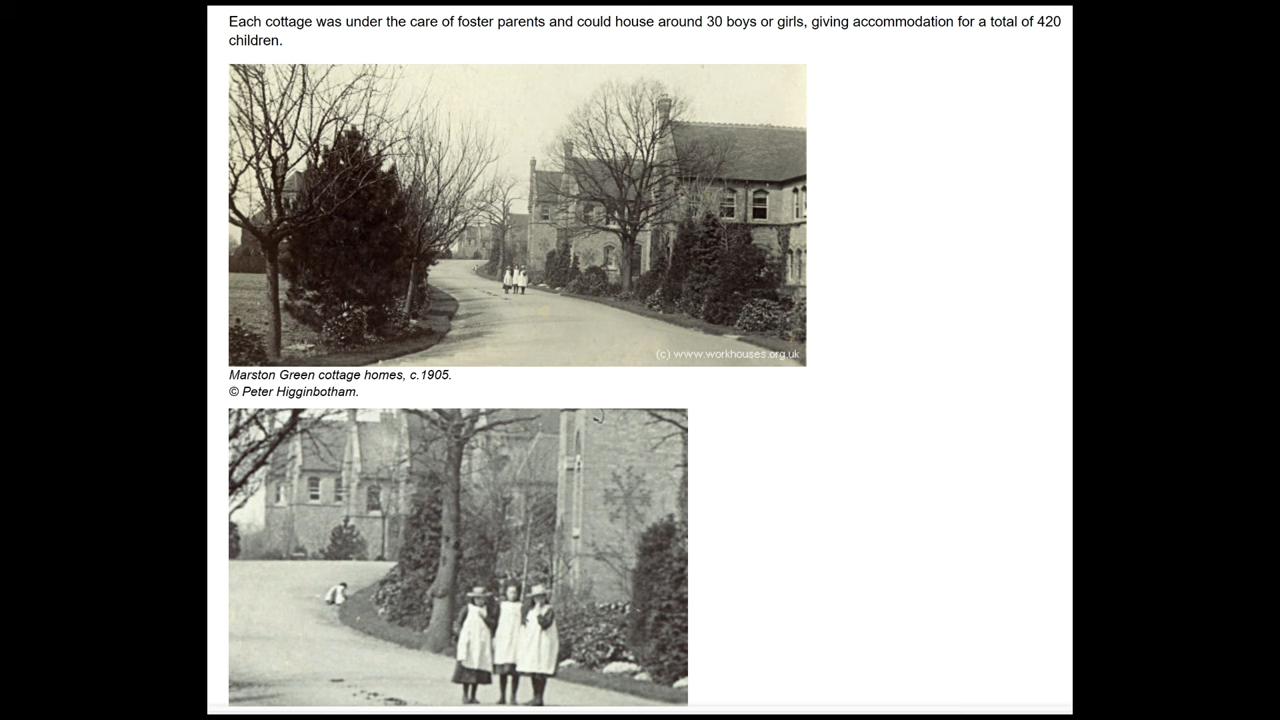 Each cottage was under the care of foster parents and could house around 30 boys or girls, giving accommodation for a total of 420
children.
(c) www.workhouses.org.uk
Marston Green cottage homes, c.1905.
© Peter Higginbotham.